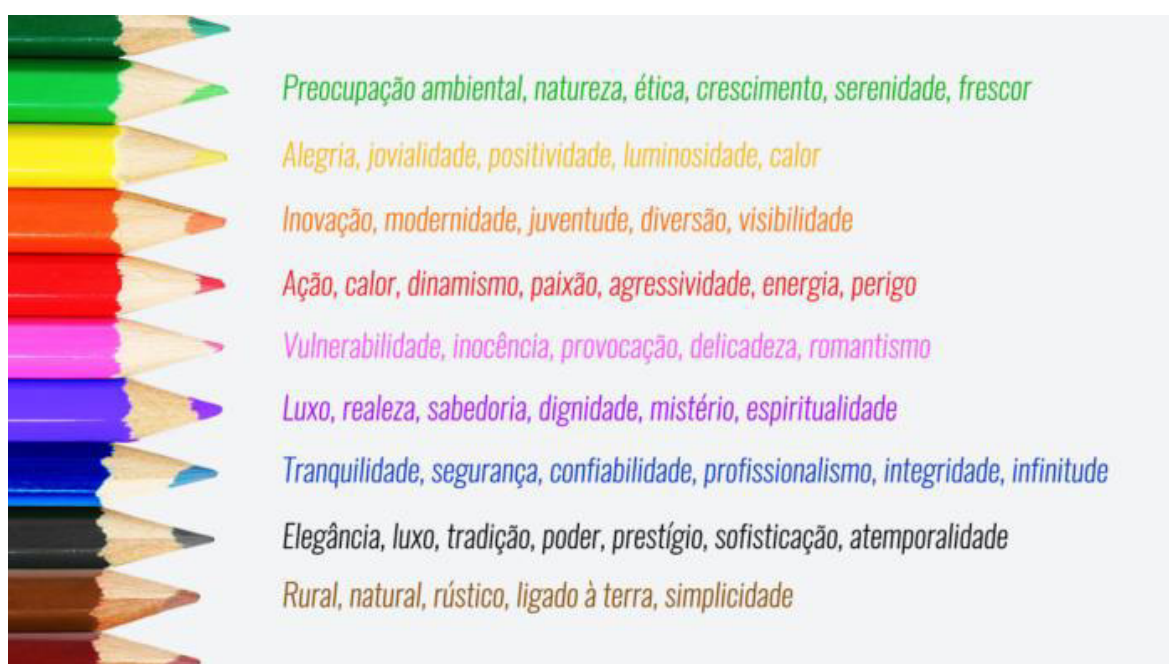 Preocupação ambiental, natureza, ética, crescimento, serenidade, frescor
Alegria, jovialidade, positividade, luminosidade, calor
Inovação, modernidade, juventude, diversão, visibilidade
Ação, calor, dinamismo, paixão, agressividade, energia, perigo
Vulnerabilidade, inocência, provocação, delicadeza, romantismo
Luxo, realeza, sabedoria, dignidade, mistério, espiritualidade
Tranquilidade, segurança, confiabilidade, profissionalismo, integridade, infinitude
Elegância, luxo, tradição, poder, prestígio, sofisticação, atemporalidade
Rural, natural, rústico, ligado à terra, simplicidade